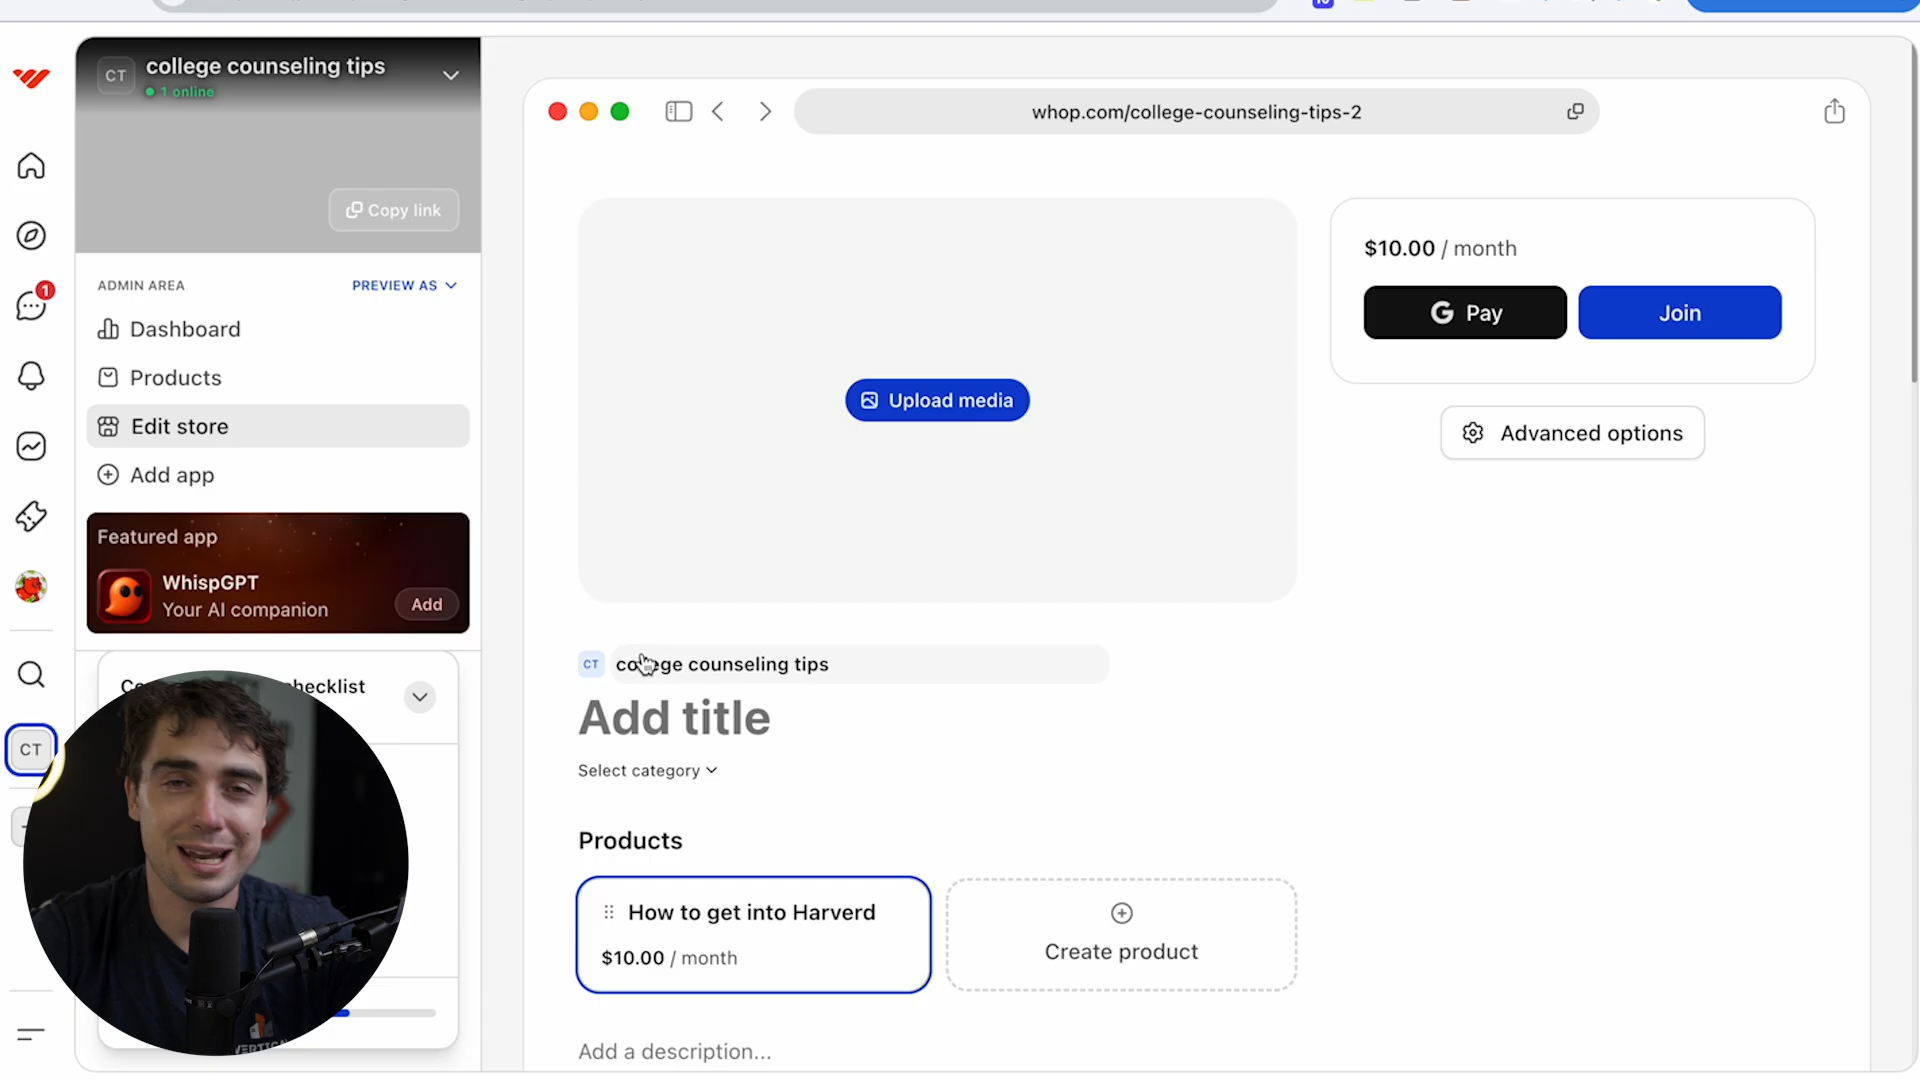 college counseling tips
CT
1 online
Copy link
ADMIN AREA
PREVIEW AS
Dashboard
Products
Edit store
Add app
Featured app
WhispGPT
Your AI companion
Add
CT
1
whop.com/college-counseling-tips-2
Upload media
$10.00 / month
G Pay
Join
Advanced options
CT
college counseling tips
Add title
Select category
Products
How to get into Harverd
$10.00 / month
Create product
Add a description...